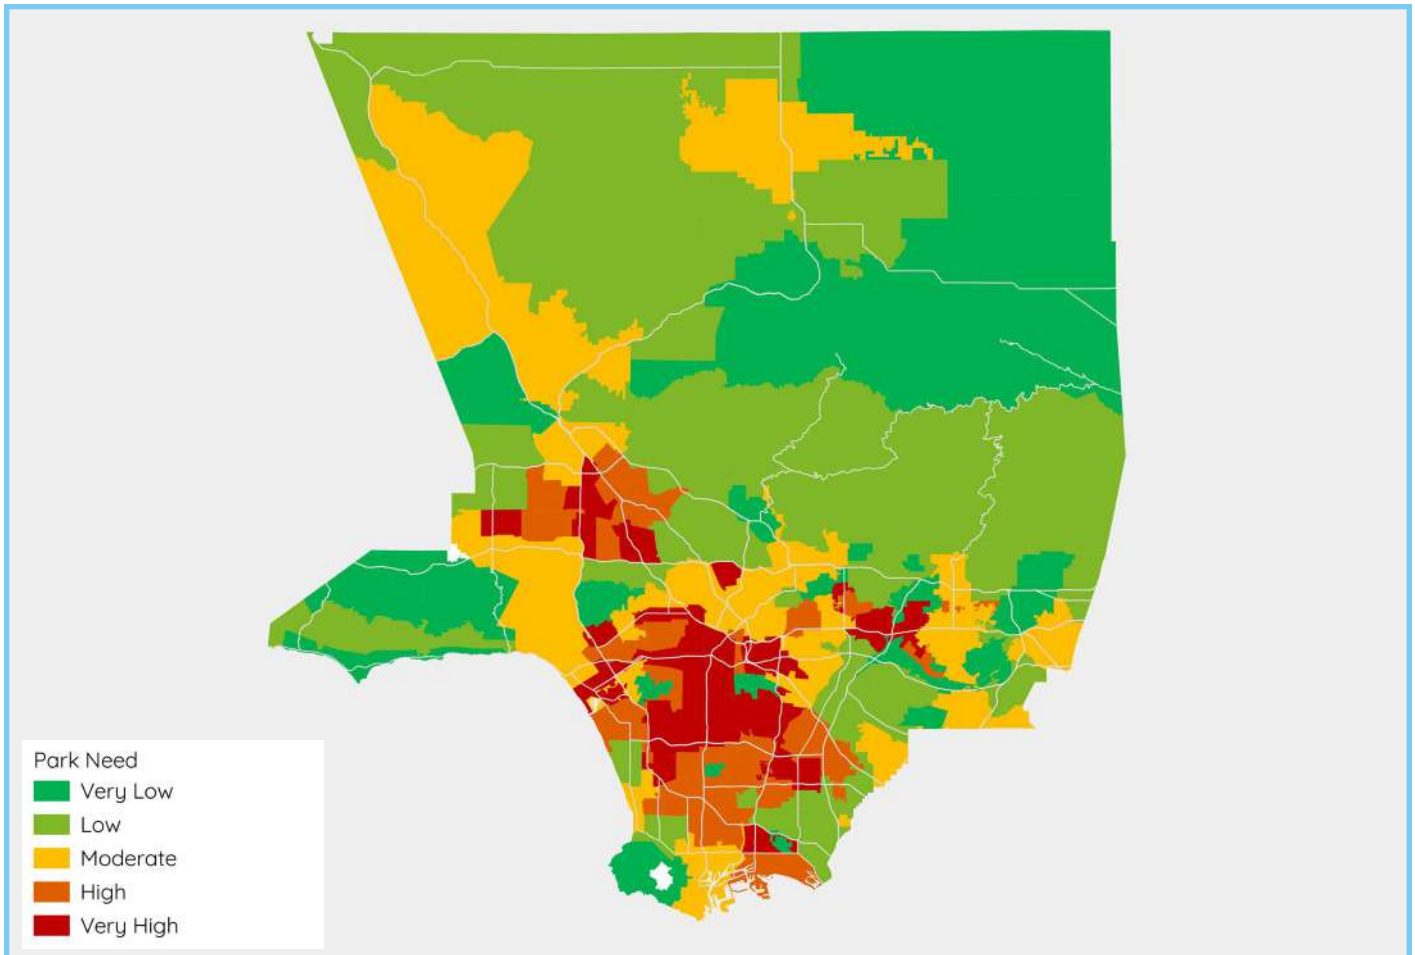 Park Need
Very Low
Low
Moderate
High
Very High